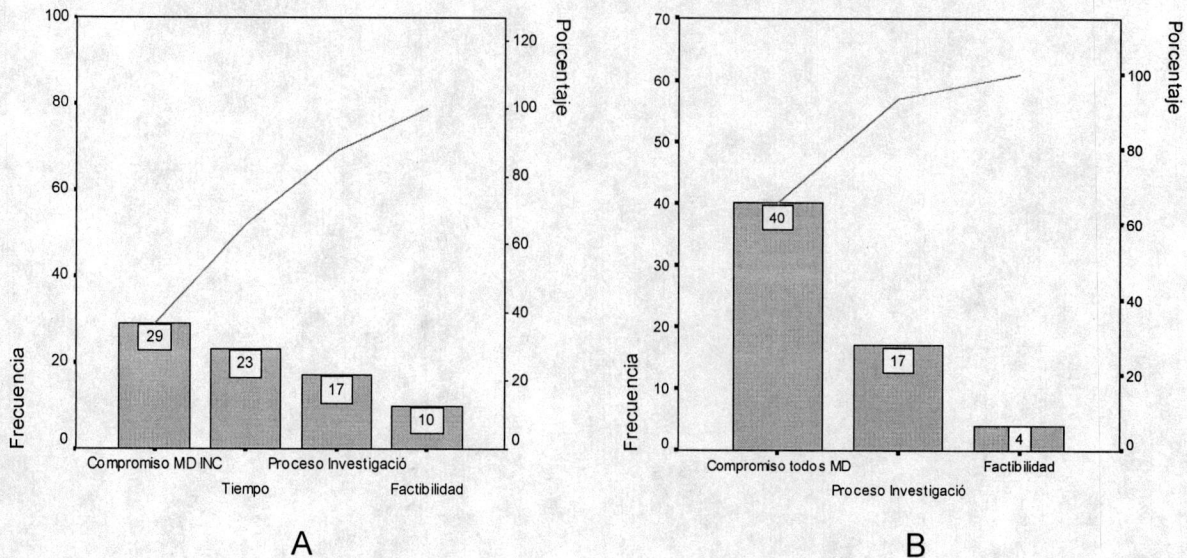 100
80
60
40
20
0
Frecuencia
120
100
80
60
40
20
0
Porcentaje
29
23
17
10
Compromiso MD INC
Tiempo
Proceso Investigació
Factibilidad
A
70
60
50
40
30
20
10
0
Frecuencia
100
80
60
40
20
0
Porcentaje
40
17
4
Compromiso todos MD
Proceso Investigació
Factibilidad
B